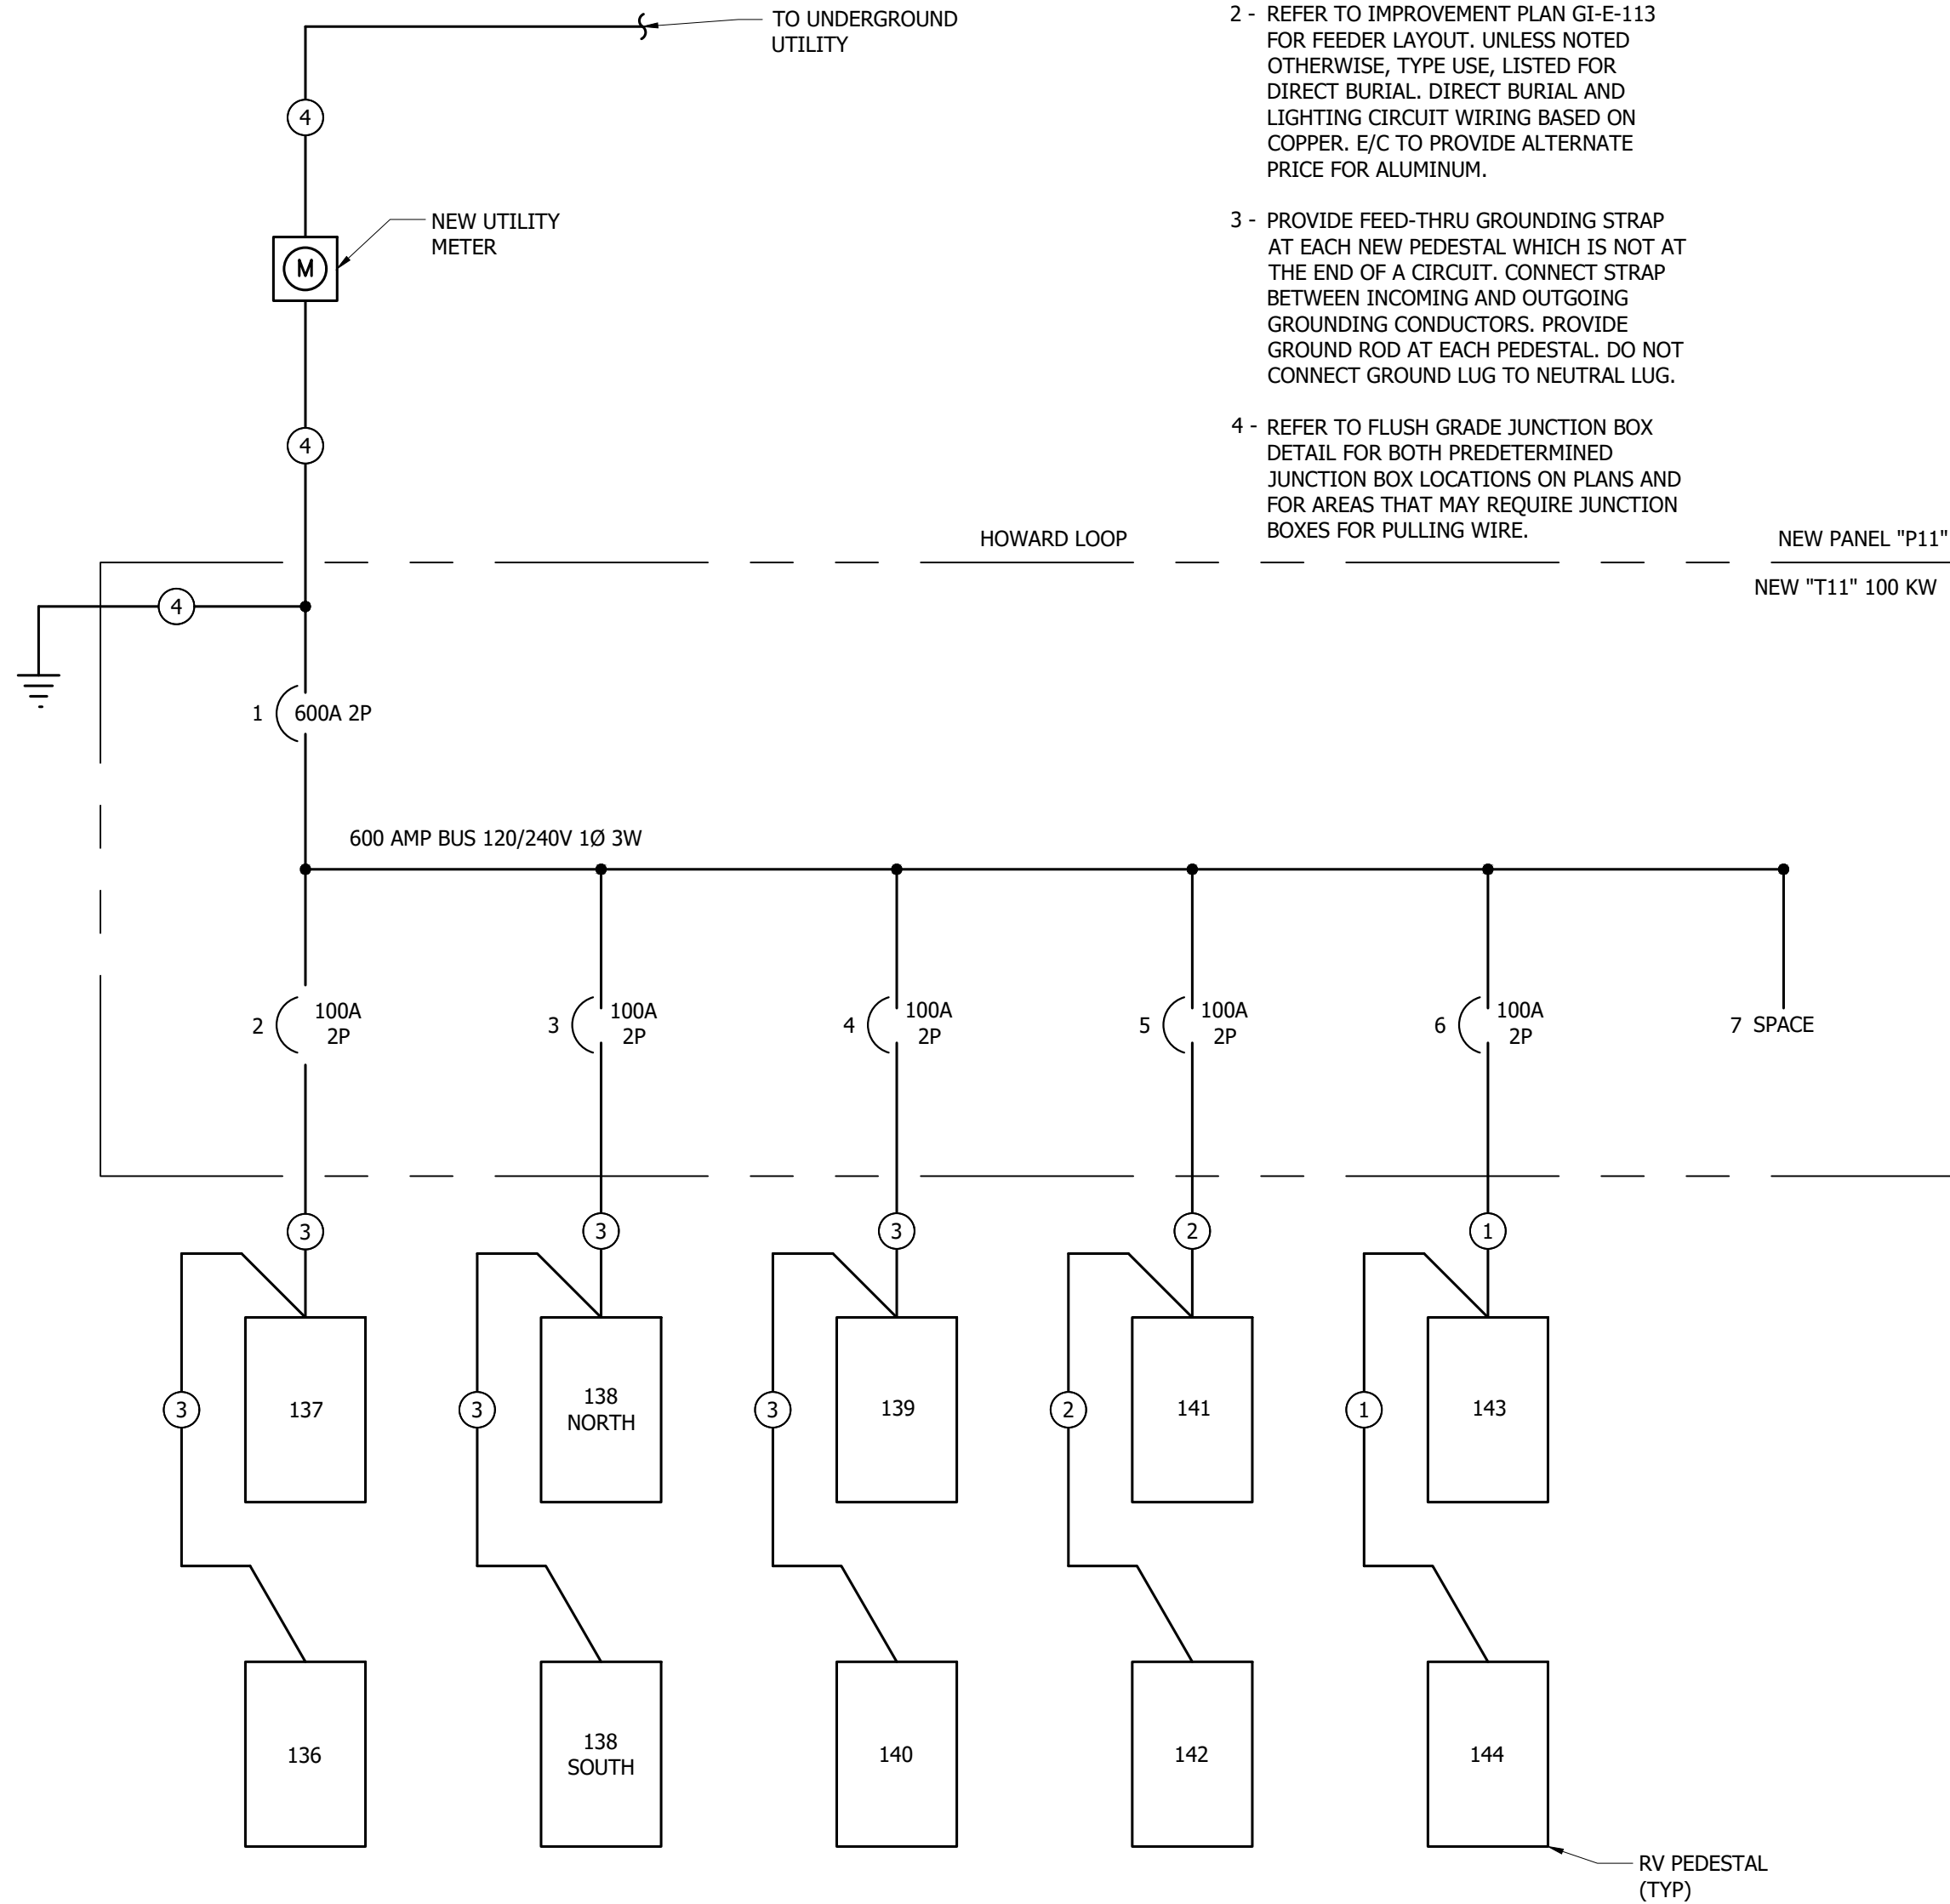 TO UNDERGROUND
UTILITY
2 - REFER TO IMPROVEMENT PLAN GI-E-113
FOR FEEDER LAYOUT. UNLESS NOTED
OTHERWISE, TYPE USE, LISTED FOR
DIRECT BURIAL. DIRECT BURIAL AND
LIGHTING CIRCUIT WIRING BASED ON
COPPER. E/C TO PROVIDE ALTERNATE
PRICE FOR ALUMINUM.
3 - PROVIDE FEED-THRU GROUNDING STRAP
AT EACH NEW PEDESTAL WHICH IS NOT AT
THE END OF A CIRCUIT. CONNECT STRAP
BETWEEN INCOMING AND OUTGOING
GROUNDING CONDUCTORS. PROVIDE
GROUND ROD AT EACH PEDESTAL. DO NOT
CONNECT GROUND LUG TO NEUTRAL LUG.
4 - REFER TO FLUSH GRADE JUNCTION BOX
DETAIL FOR BOTH PREDETERMINED
JUNCTION BOX LOCATIONS ON PLANS AND
FOR AREAS THAT MAY REQUIRE JUNCTION
BOXES FOR PULLING WIRE.
4
NEW UTILITY
METER
M
4
HOWARD LOOP
NEW PANEL "P11"
NEW "T11" 100 KW
4
1 600A 2P
600 AMP BUS 120/240V 1Ø 3W
2 100A
2P
3 100A
2P
4 100A
2P
5 100A
2P
6 100A
2P
7 SPACE
3
3
3
2
1
3
137
3
138
NORTH
3
139
2
141
1
143
136
138
SOUTH
140
142
144
RV PEDESTAL
(TYP)